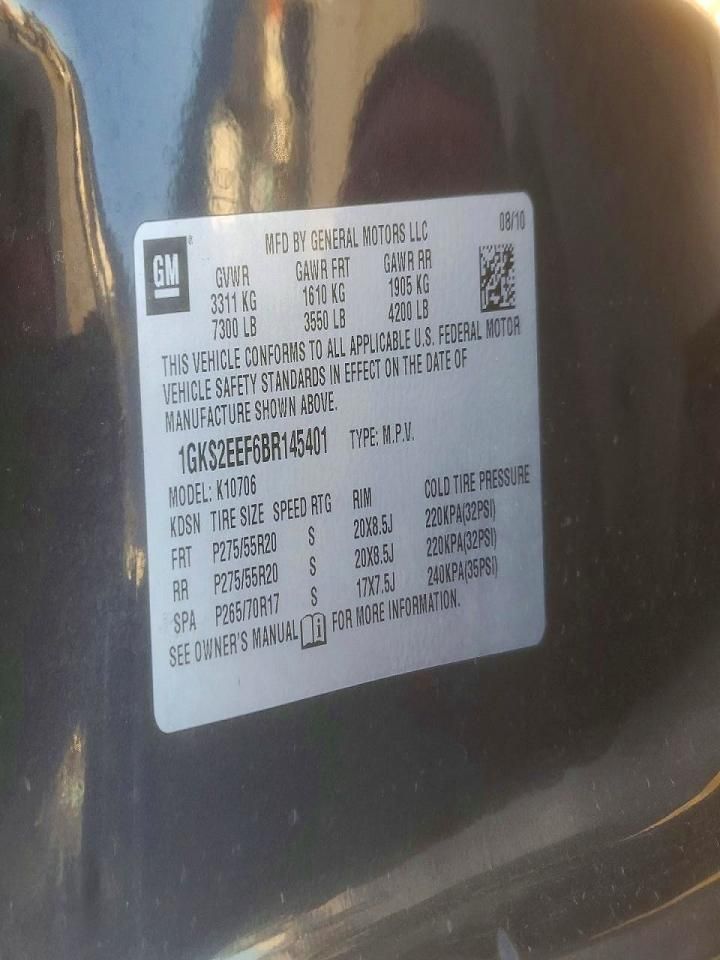 08/10
GM ®
MFD BY GENERAL MOTORS LLC
GVWR GAWR FRT GAWR RR
3311 KG 1610 KG 1905 KG
7300 LB 3550 LB 4200 LB
THIS VEHICLE CONFORMS TO ALL APPLICABLE U.S. FEDERAL MOTOR
VEHICLE SAFETY STANDARDS IN EFFECT ON THE DATE OF
MANUFACTURE SHOWN ABOVE.
1GKS2EEF6BR145401 TYPE: M.P.V.
MODEL: K10706
KDSN TIRE SIZE SPEED RTG RIM COLD TIRE PRESSURE
FRT P275/55R20 S 20X8.5J 220KPA(32PSI)
RR P275/55R20 S 20X8.5J 220KPA(32PSI)
SPA P265/70R17 S 17X7.5J 240KPA(35PSI)
SEE OWNER'S MANUAL i FOR MORE INFORMATION.